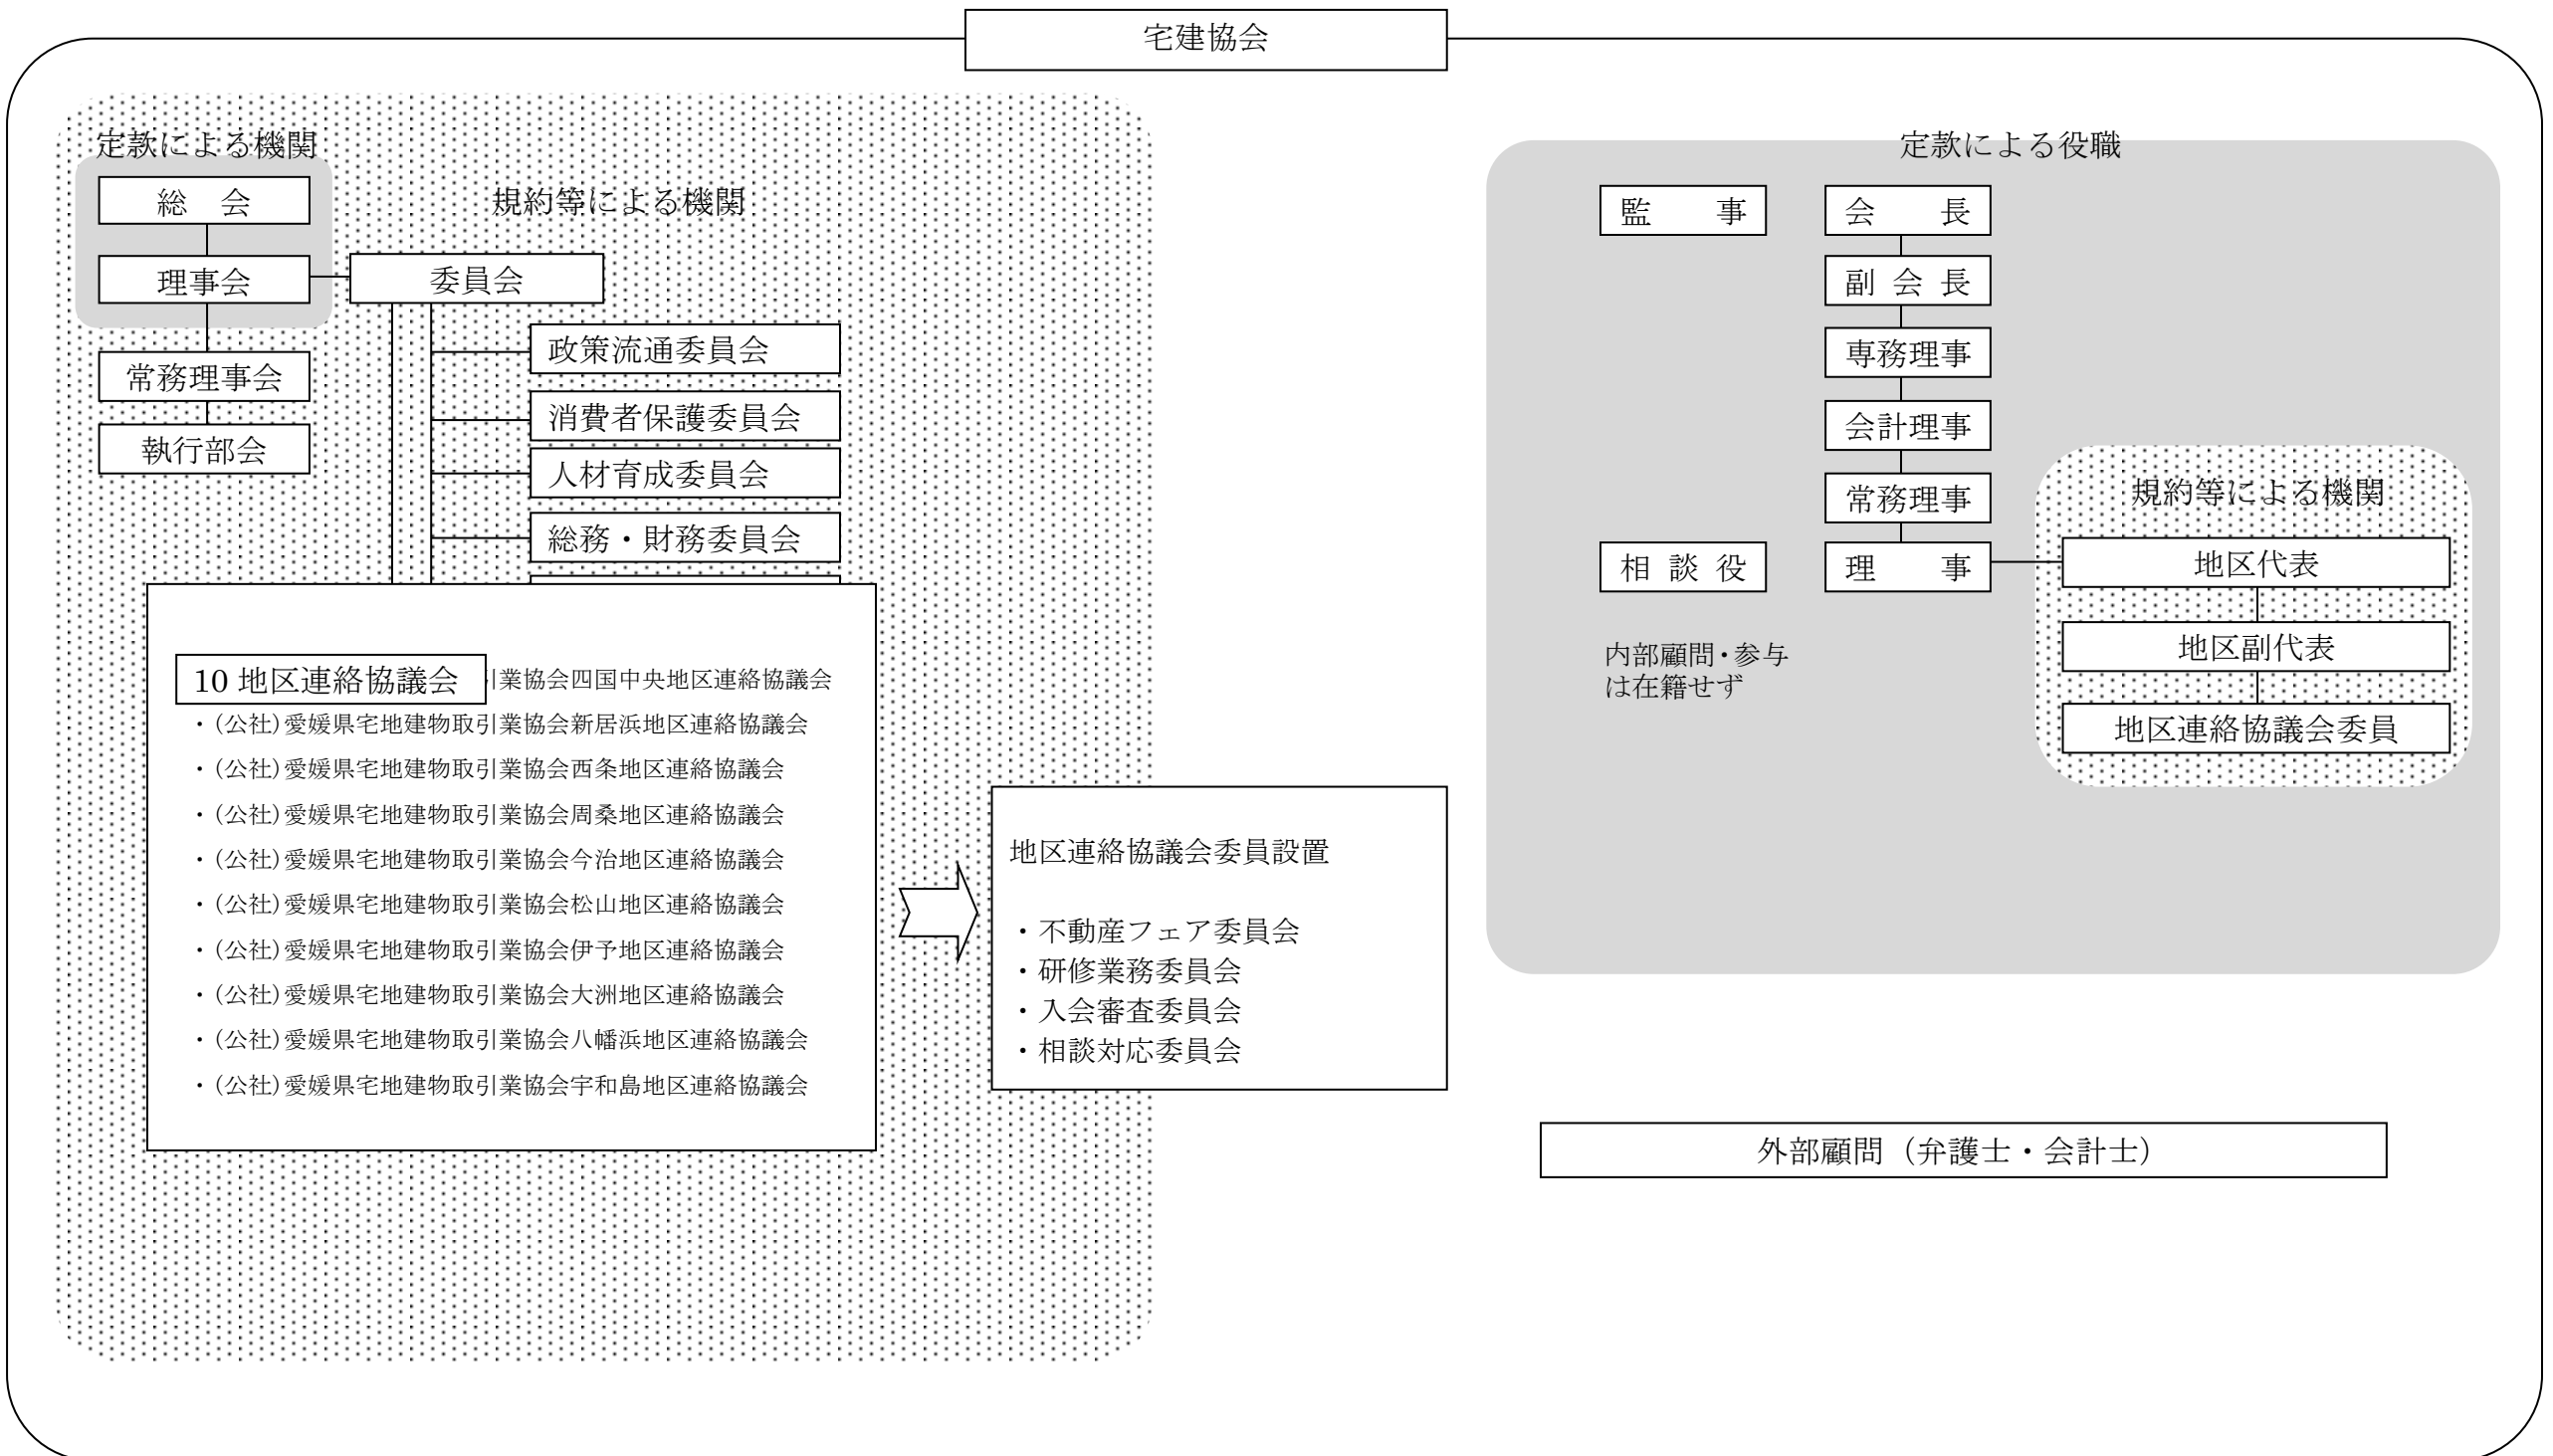 宅建協会
定款による機関
総　会
理事会
常務理事会
執行部会
規約等による機関
委員会
政策流通委員会
消費者保護委員会
人材育成委員会
総務・財務委員会
10 地区連絡協議会
業協会四国中央地区連絡協議会
・(公社)愛媛県宅地建物取引業協会新居浜地区連絡協議会
・(公社)愛媛県宅地建物取引業協会西条地区連絡協議会
・(公社)愛媛県宅地建物取引業協会周桑地区連絡協議会
・(公社)愛媛県宅地建物取引業協会今治地区連絡協議会
・(公社)愛媛県宅地建物取引業協会松山地区連絡協議会
・(公社)愛媛県宅地建物取引業協会伊予地区連絡協議会
・(公社)愛媛県宅地建物取引業協会大洲地区連絡協議会
・(公社)愛媛県宅地建物取引業協会八幡浜地区連絡協議会
・(公社)愛媛県宅地建物取引業協会宇和島地区連絡協議会
地区連絡協議会委員設置
・不動産フェア委員会
・研修業務委員会
・入会審査委員会
・相談対応委員会
定款による役職
監　　事
会　　長
副 会 長
専務理事
会計理事
常務理事
相 談 役
理　　事
内部顧問・参与
は在籍せず
規約等による機関
地区代表
地区副代表
地区連絡協議会委員
外部顧問（弁護士・会計士）